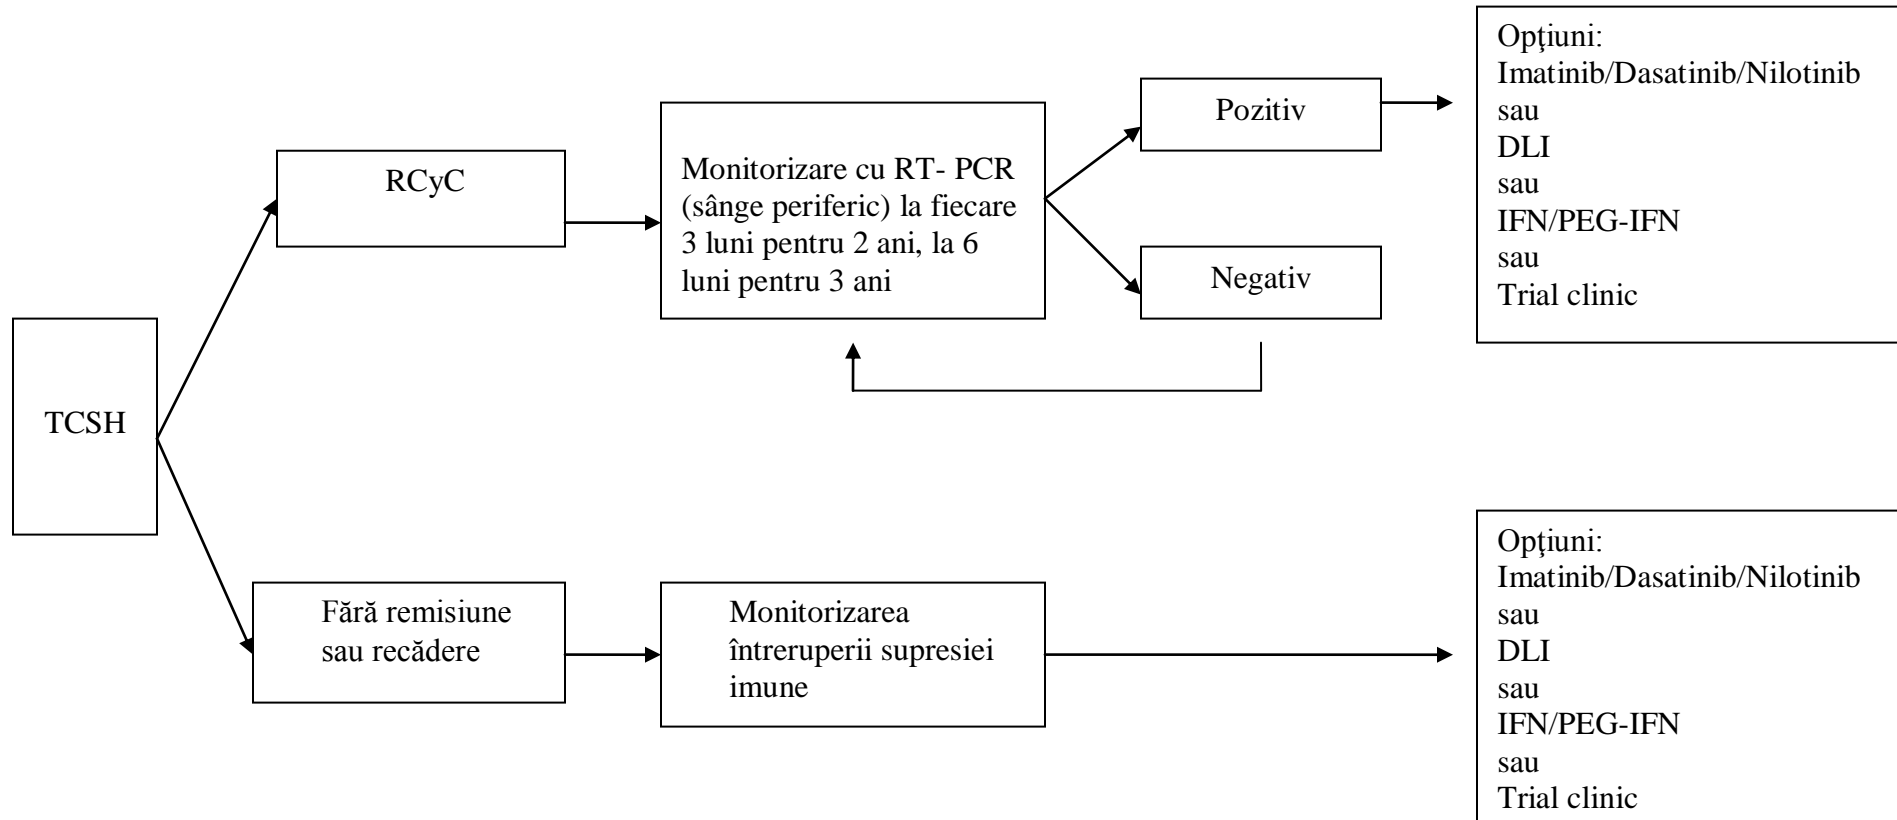 TCSH
RCyC
Monitorizare cu RT- PCR
(sânge periferic) la fiecare
3 luni pentru 2 ani, la 6
luni pentru 3 ani
Pozitiv
Negativ
Opţiuni:
Imatinib/Dasatinib/Nilotinib
sau
DLI
sau
IFN/PEG-IFN
sau
Trial clinic
Fără remisiune
sau recădere
Monitorizarea
întreruperii supresiei
imune
Opţiuni:
Imatinib/Dasatinib/Nilotinib
sau
DLI
sau
IFN/PEG-IFN
sau
Trial clinic